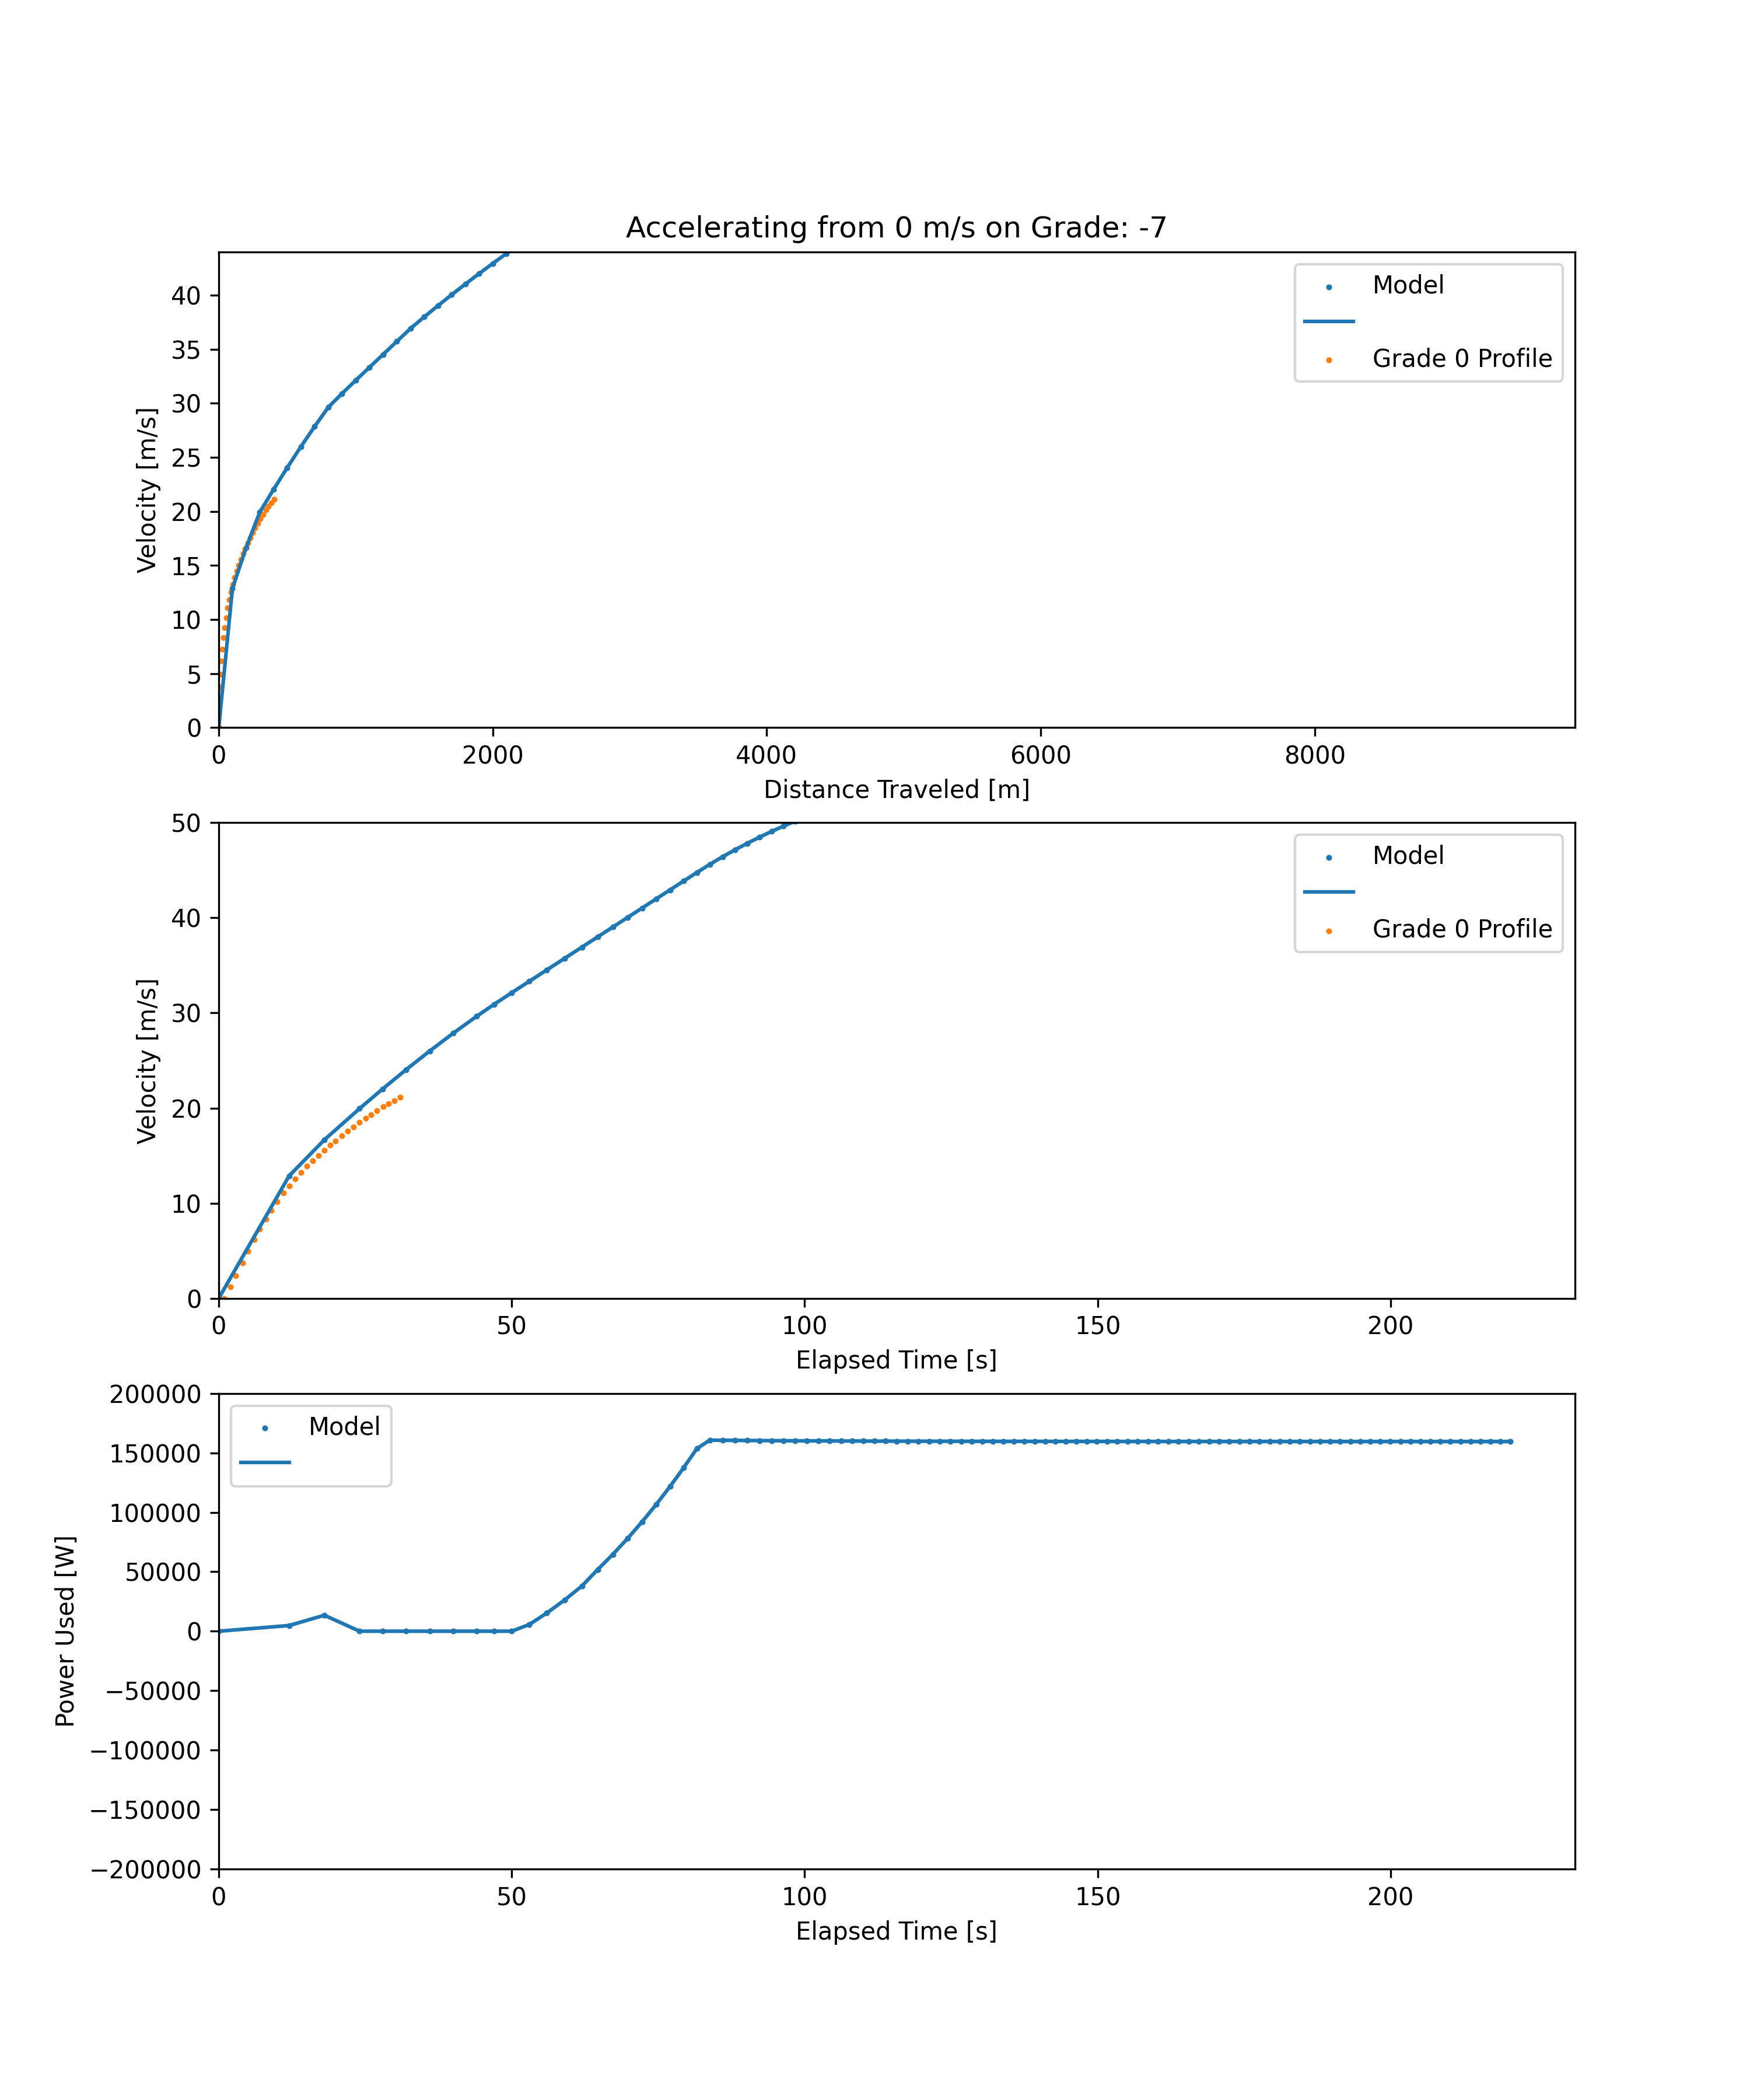 Accelerating from 0 m/s on Grade: -7
Velocity [m/s]
40
35
30
25
20
15
10
5
0
Model
Grade 0 Profile
0 2000 4000 6000 8000
Distance Traveled [m]
Velocity [m/s]
50
40
30
20
10
0
Model
Grade 0 Profile
0 50 100 150 200
Elapsed Time [s]
Power Used [W]
200000
150000
100000
50000
0
−50000
−100000
−150000
−200000
Model
0 50 100 150 200
Elapsed Time [s]